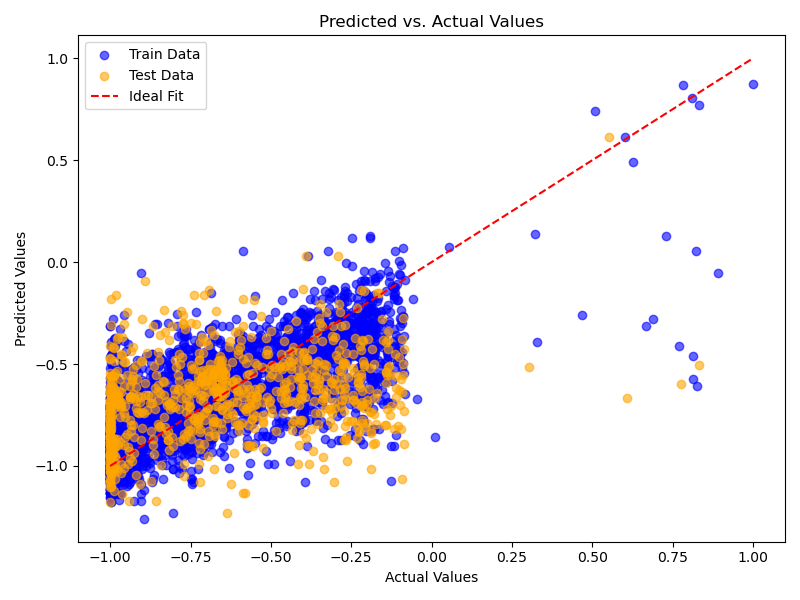 Predicted vs. Actual Values
Train Data
Test Data
Ideal Fit
1.0
0.5
0.0
−0.5
−1.0
Predicted Values
−1.00
−0.75
−0.50
−0.25
0.00
0.25
0.50
0.75
1.00
Actual Values